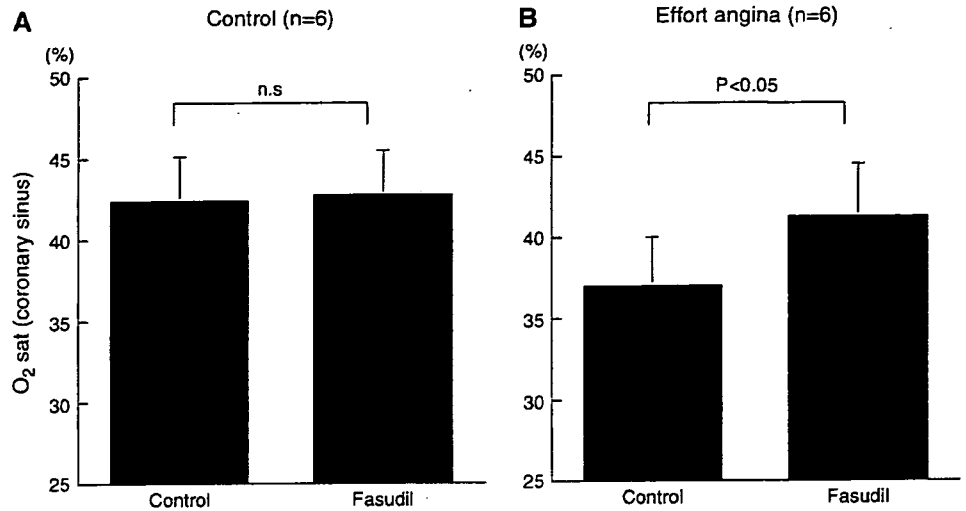 A
Control (n=6)
(%)
50
45
40
35
30
25
n.s
O2 sat (coronary sinus)
Control
Fasudil
B
Effort angina (n=6)
(%)
50
45
40
35
30
25
P<0.05
Control
Fasudil